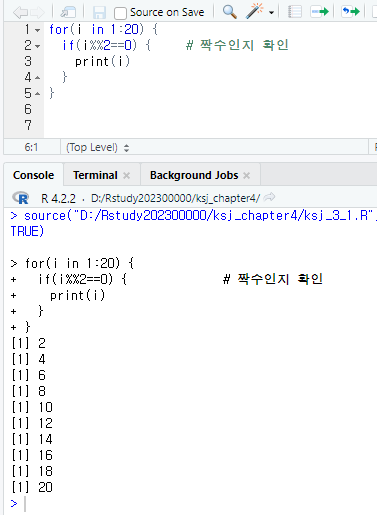 Source on Save
1 for(i in 1:20) {
2 if(i%%2==0) { # 짝수인지 확인
3 print(i)
4 }
5 }
6
7
6:1 (Top Level)
Console Terminal Background Jobs
R 4.2.2 · D:/Rstudy202300000/ksj_chapter4/
> source("D:/Rstudy202300000/ksj_chapter4/ksj_3_1.R",
TRUE)
> for(i in 1:20) {
+ if(i%%2==0) { # 짝수인지 확인
+ print(i)
+ }
+ }
[1] 2
[1] 4
[1] 6
[1] 8
[1] 10
[1] 12
[1] 14
[1] 16
[1] 18
[1] 20
>